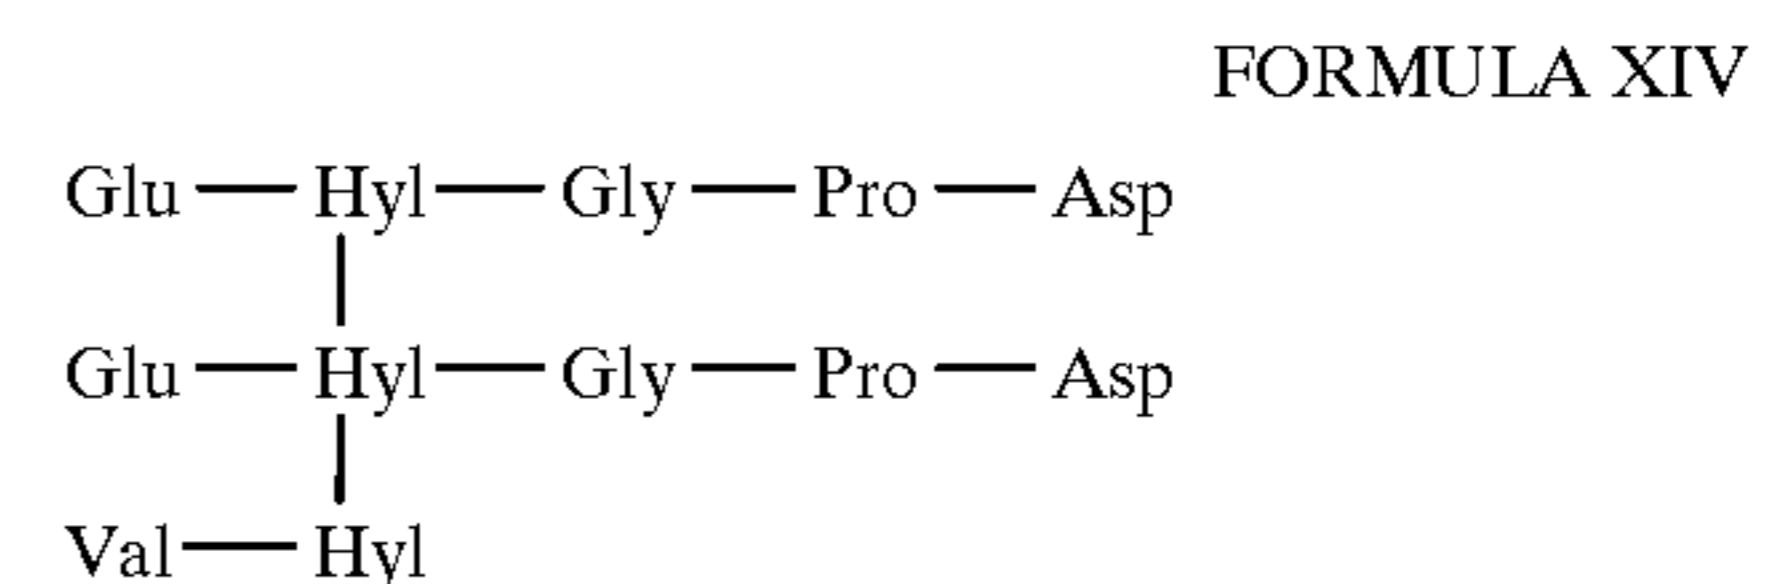 FORMULA XIV
Glu — Hyl — Gly — Pro — Asp
Glu — Hyl — Gly — Pro — Asp
Val — Hyl